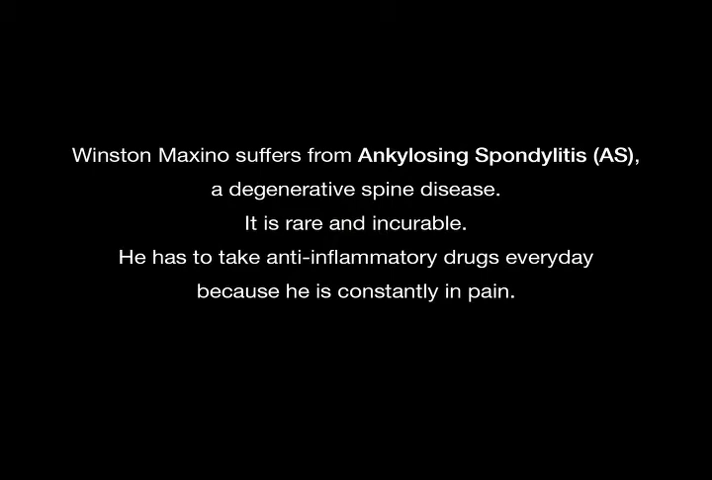 Winston Maxino suffers from Ankylosing Spondylitis (AS),
a degenerative spine disease.
It is rare and incurable.
He has to take anti-inflammatory drugs everyday
because he is constantly in pain.